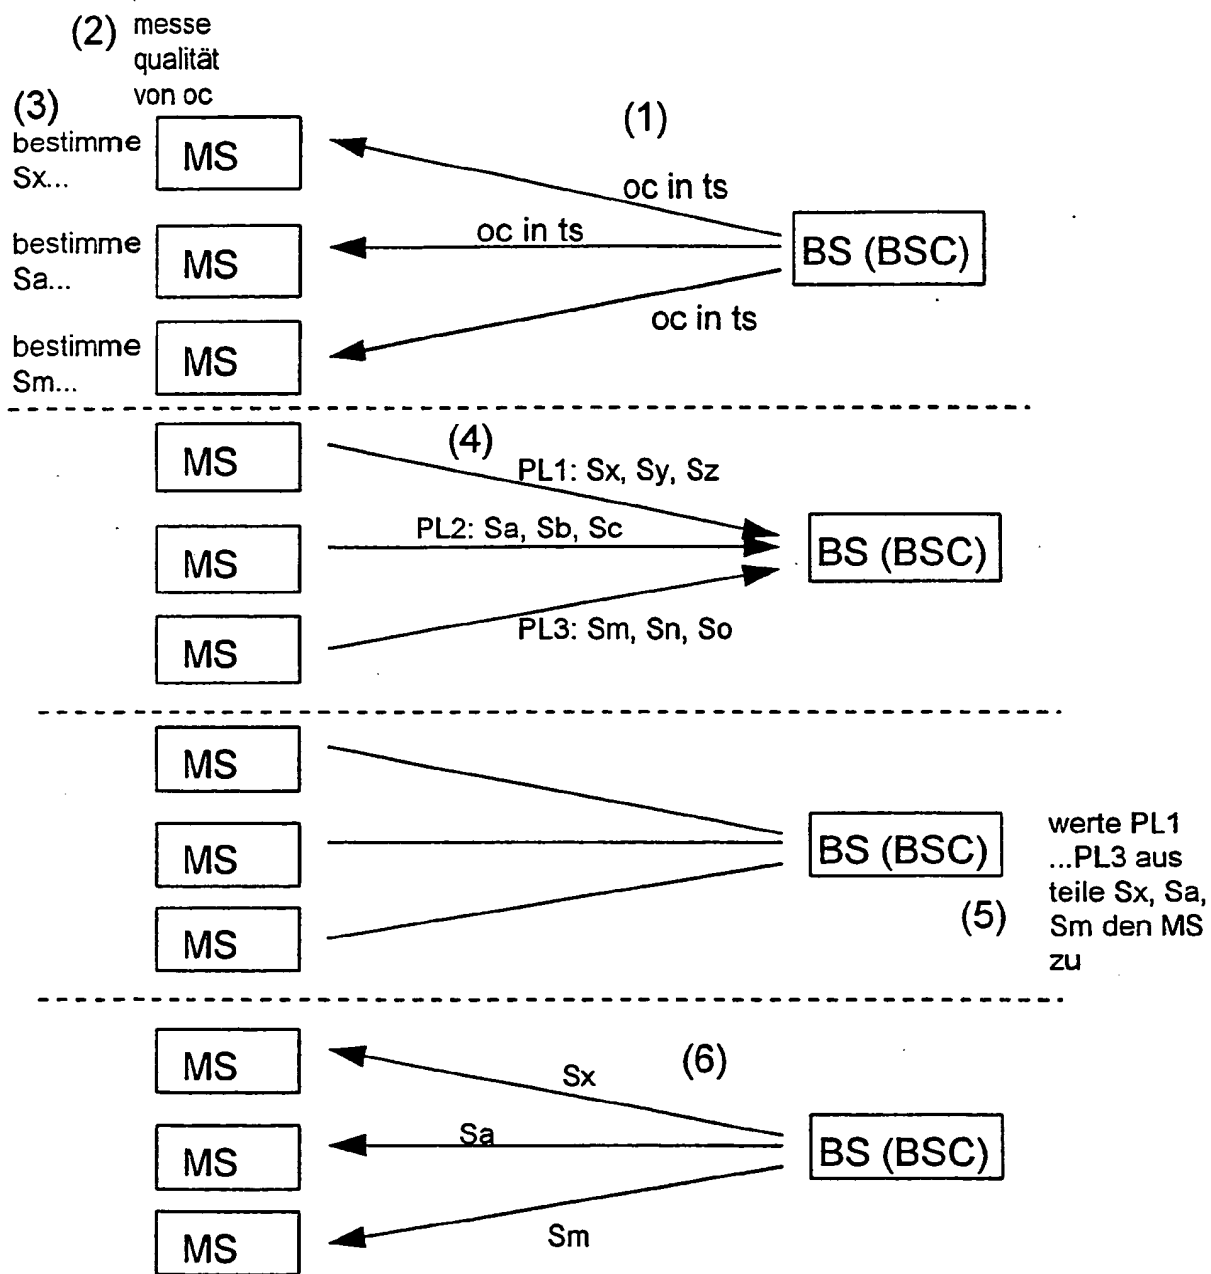 (2) messe
qualität
von oc
(3)
(1)
bestimme
Sx...
MS
oc in ts
bestimme
Sa...
MS
oc in ts
BS (BSC)
oc in ts
bestimme
Sm...
MS
MS
(4)
PL1: Sx, Sy, Sz
MS
PL2: Sa, Sb, Sc
BS (BSC)
MS
PL3: Sm, Sn, So
MS
MS
BS (BSC)
werte PL1
...PL3 aus
teile Sx, Sa,
Sm den MS
zu
(5)
MS
MS
Sx
(6)
MS
Sa
BS (BSC)
MS
Sm